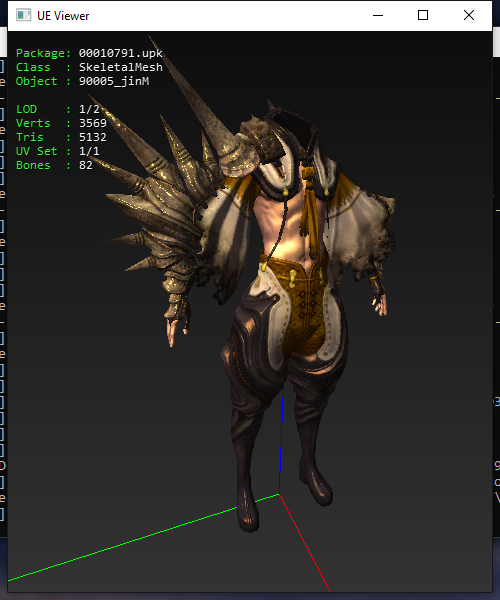 UE Viewer
Package: 00010791.upk
Class : SkeletalMesh
Object : 90005_jinM
LOD : 1/2
Verts : 3569
Tris : 5132
UV Set : 1/1
Bones : 82